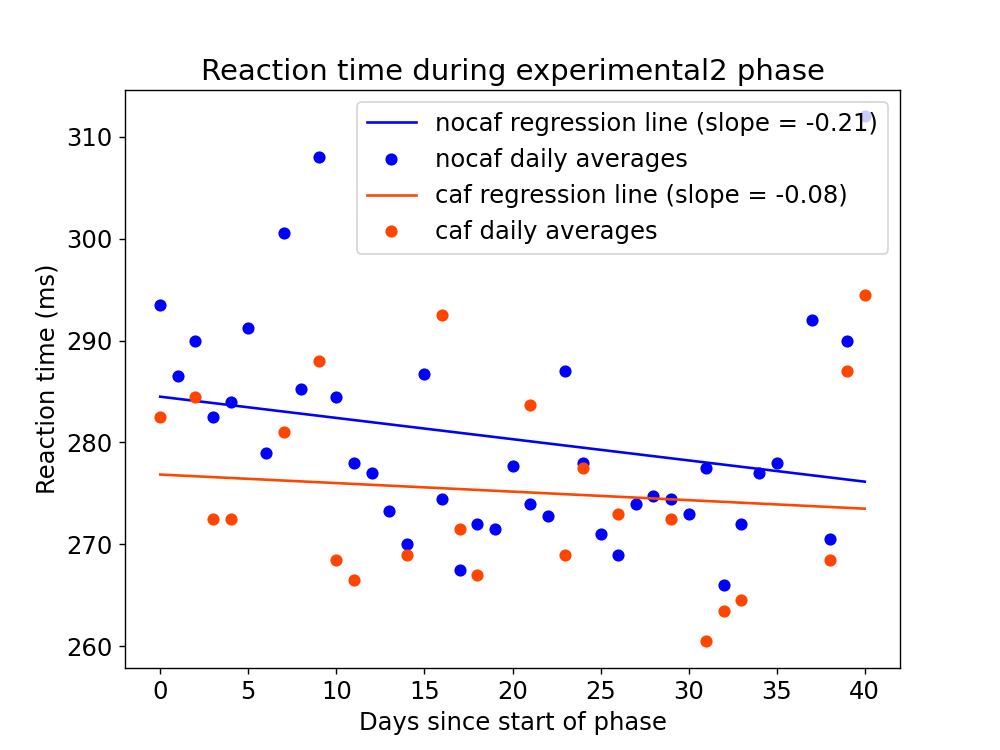 Reaction time during experimental2 phase
nocaf regression line (slope = -0.21)
nocaf daily averages
caf regression line (slope = -0.08)
caf daily averages
Reaction time (ms)
310
300
290
280
270
260
0 5 10 15 20 25 30 35 40
Days since start of phase